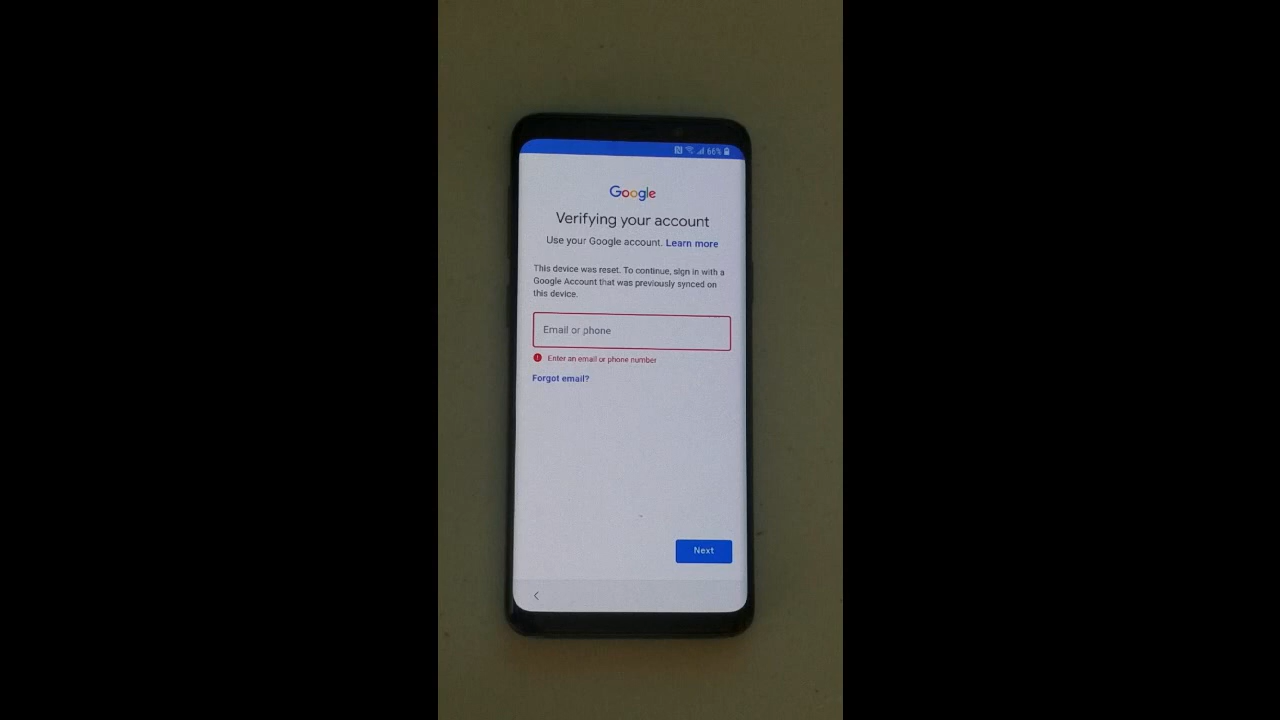 66%
Google
Verifying your account
Use your Google account. Learn more
This device was reset. To continue, sign in with a
Google Account that was previously synced on
this device.
Email or phone
Enter an email or phone number
Forgot email?
Next